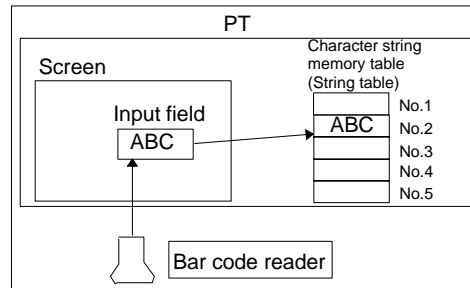 PT
Character string
memory table
(String table)
Screen
Input field
ABC
ABC
No.1
No.2
No.3
No.4
No.5
Bar code reader